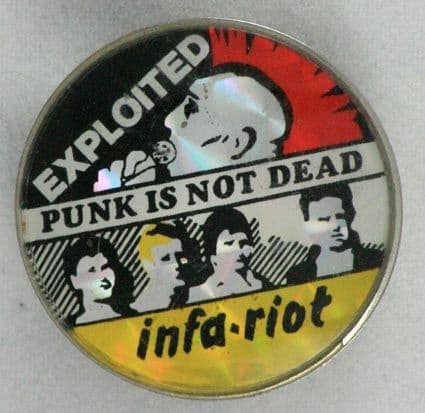 EXPLOITED
PUNK IS NOT DEAD
infa-riot